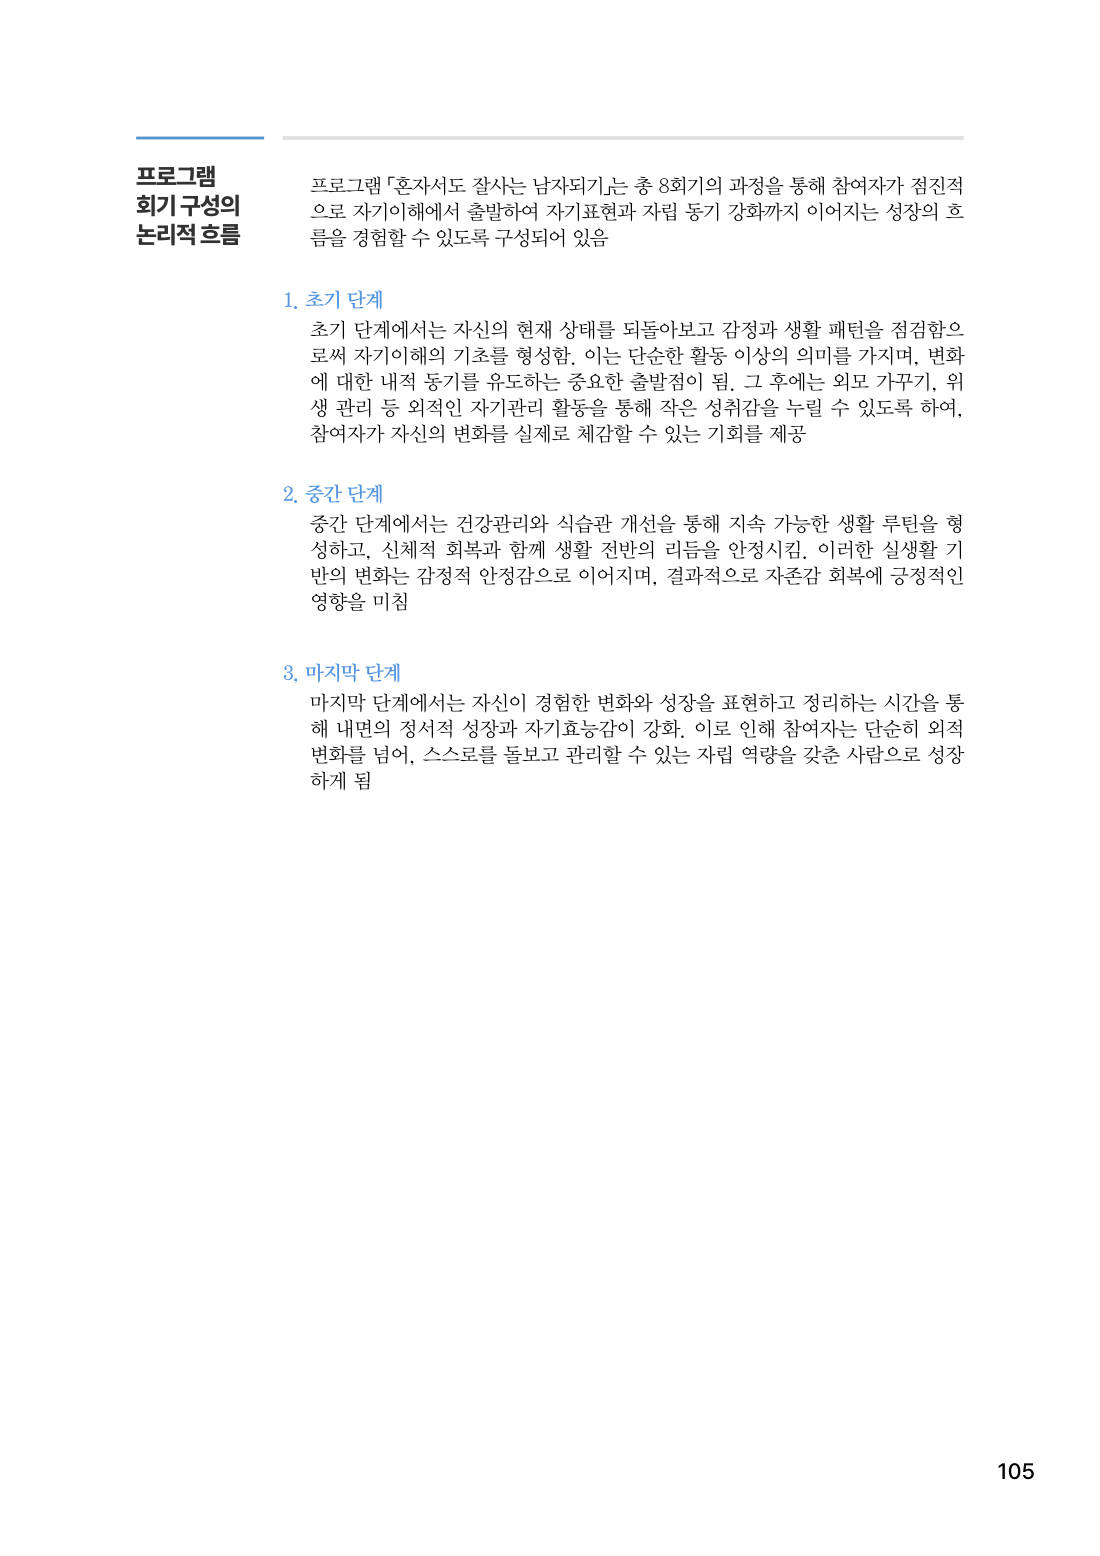 프로그램
회기 구성의
논리적 흐름
프로그램 「혼자서도 잘사는 남자되기」는 총 8회기의 과정을 통해 참여자가 점진적
으로 자기이해에서 출발하여 자기표현과 자립 동기 강화까지 이어지는 성장의 흐
름을 경험할 수 있도록 구성되어 있음
1. 초기 단계
초기 단계에서는 자신의 현재 상태를 되돌아보고 감정과 생활 패턴을 점검함으
로써 자기이해의 기초를 형성함. 이는 단순한 활동 이상의 의미를 가지며, 변화
에 대한 내적 동기를 유도하는 중요한 출발점이 됨. 그 후에는 외모 가꾸기, 위
생 관리 등 외적인 자기관리 활동을 통해 작은 성취감을 누릴 수 있도록 하여,
참여자가 자신의 변화를 실제로 체감할 수 있는 기회를 제공
2. 중간 단계
중간 단계에서는 건강관리와 식습관 개선을 통해 지속 가능한 생활 루틴을 형
성하고, 신체적 회복과 함께 생활 전반의 리듬을 안정시킴. 이러한 실생활 기
반의 변화는 감정적 안정감으로 이어지며, 결과적으로 자존감 회복에 긍정적인
영향을 미침
3. 마지막 단계
마지막 단계에서는 자신이 경험한 변화와 성장을 표현하고 정리하는 시간을 통
해 내면의 정서적 성장과 자기효능감이 강화. 이로 인해 참여자는 단순히 외적
변화를 넘어, 스스로를 돌보고 관리할 수 있는 자립 역량을 갖춘 사람으로 성장
하게 됨
105